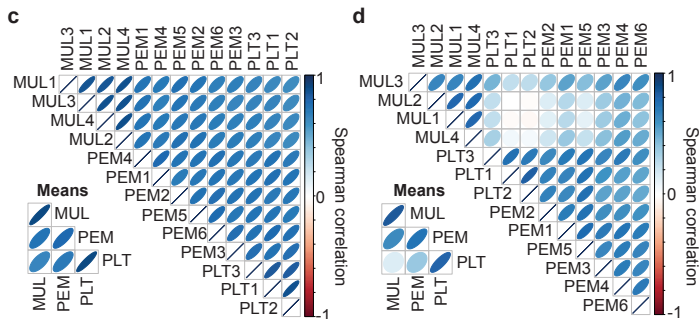 c
MUL3 MUL1 MUL2 MUL4 PEM1 PEM4 PEM5 PEM2 PEM6 PEM3 PLT3 PLT1 PLT2
MUL1
MUL3
MUL4
MUL2
PEM4
PEM1
PEM2
PEM5
PEM6
PEM3
PLT3
PLT1
PLT2
1
0
-1
Spearman correlation
Means
MUL
PEM
PLT
MUL PEM PLT
d
MUL3 MUL2 MUL1 MUL4 PLT3 PLT1 PLT2 PEM2 PEM1 PEM5 PEM3 PEM4 PEM6
MUL3
MUL2
MUL1
MUL4
PLT3
PLT1
PLT2
PEM2
PEM1
PEM5
PEM3
PEM4
PEM6
1
0
-1
Spearman correlation
Means
MUL
PEM
PLT
MUL PEM PLT